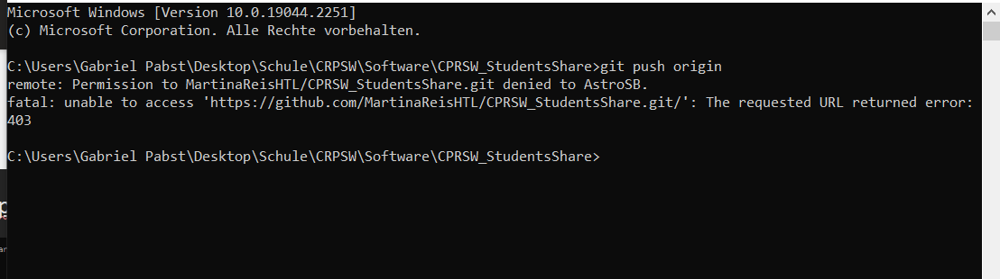 Microsoft Windows [Version 10.0.19044.2251]
(c) Microsoft Corporation. Alle Rechte vorbehalten.
C:\Users\Gabriel Pabst\Desktop\Schule\CRPSW\Software\CPRSW_StudentsShare>git push origin
remote: Permission to MartinaReisHTL/CPRSW_StudentsShare.git denied to AstroSB.
fatal: unable to access 'https://github.com/MartinaReisHTL/CPRSW_StudentsShare.git/': The requested URL returned error:
403
C:\Users\Gabriel Pabst\Desktop\Schule\CRPSW\Software\CPRSW_StudentsShare>